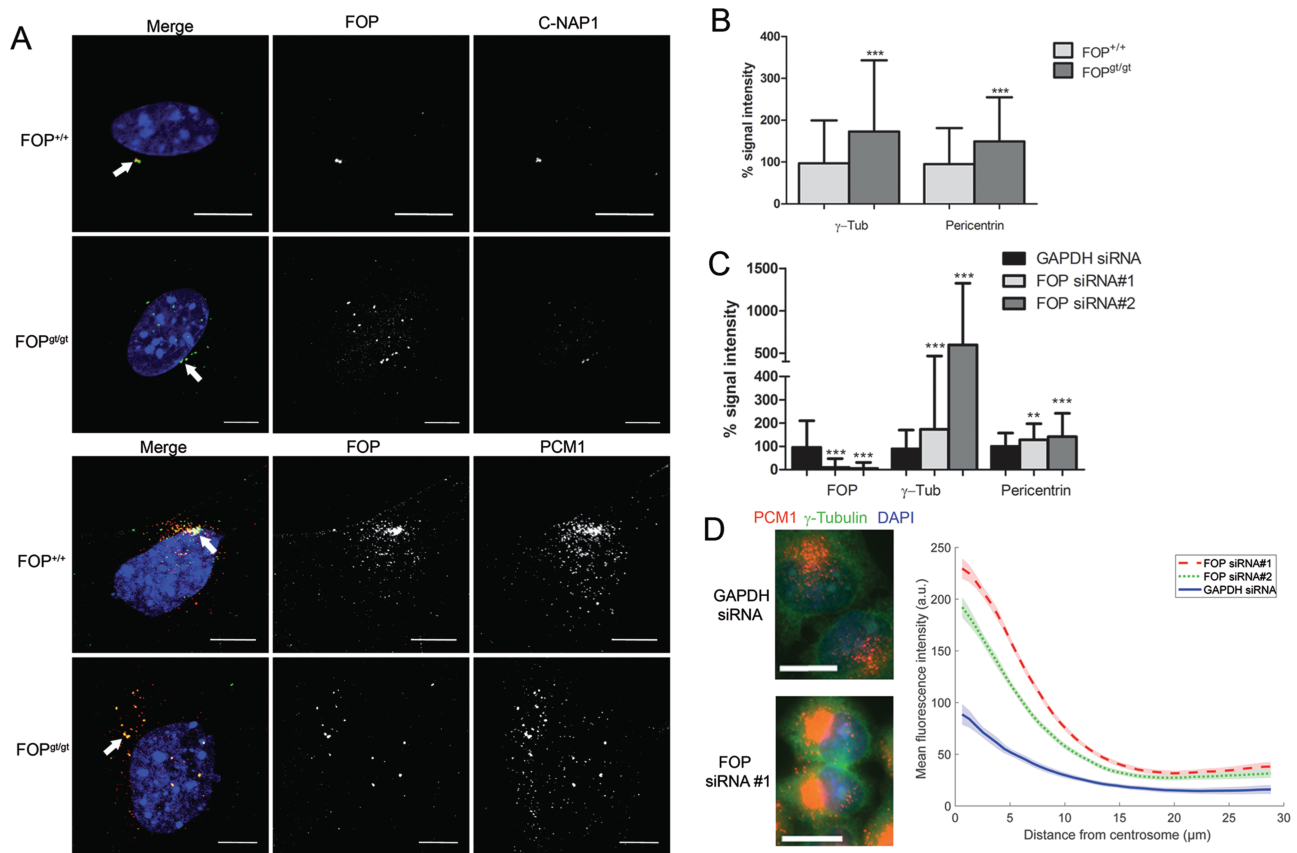 A
Merge FOP C-NAP1
FOP+/+
FOPgt/gt
Merge FOP PCM1
FOP+/+
FOPgt/gt
B
% signal intensity
400
300
200
100
0
*** ***
γ–Tub Pericentrin
FOP+/+
FOPgt/gt
C
% signal intensity
1500
1000
500
400
300
200
100
0
*** *** *** *** ** ***
FOP γ–Tub Pericentrin
GAPDH siRNA
FOP siRNA#1
FOP siRNA#2
D
PCM1 γ-Tubulin DAPI
GAPDH
siRNA
FOP
siRNA #1
Mean fluorescence intensity (a.u.)
250
200
150
100
50
0
0 5 10 15 20 25 30
Distance from centrosome (µm)
FOP siRNA#1
FOP siRNA#2
GAPDH siRNA